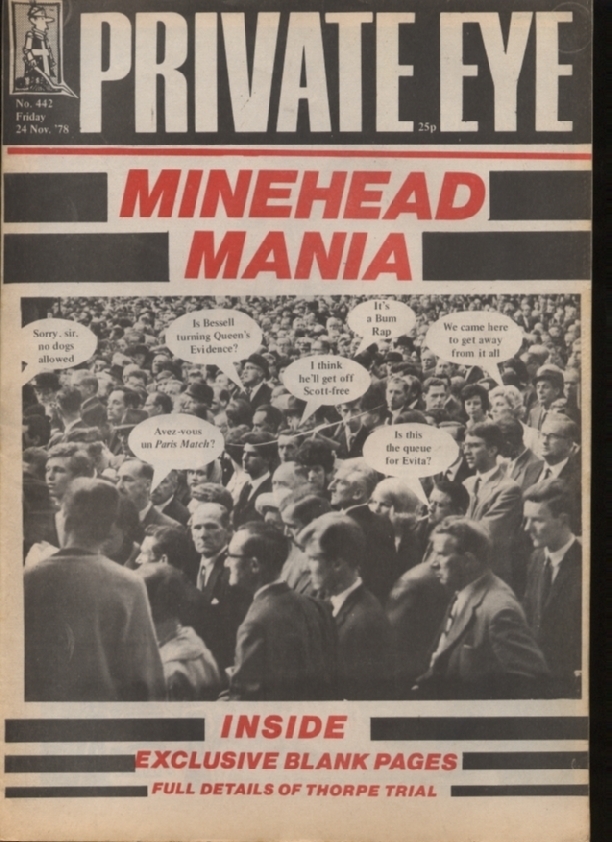 PRIVATE EYE
No. 442
Friday
24 Nov. '78
25p
MINEHEAD
MANIA
Sorry, sir,
no dogs
allowed
Is Bessell
turning Queen's
Evidence?
It's
a Bum
Rap
We came here
to get away
from it all
I think
he'll get off
Scott-free
Avez-vous
un Paris Match?
Is this
the queue
for Evita?
INSIDE
EXCLUSIVE BLANK PAGES
FULL DETAILS OF THORPE TRIAL